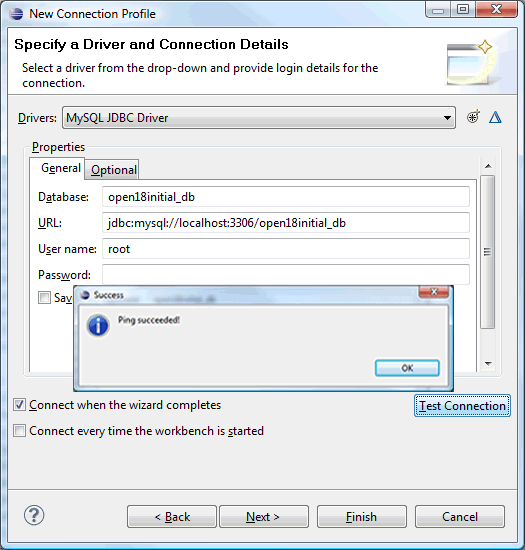 New Connection Profile
Specify a Driver and Connection Details
Select a driver from the drop-down and provide login details for the
connection.
Drivers: MySQL JDBC Driver
Properties
General Optional
Database: open18initial_db
URL: jdbc:mysql://localhost:3306/open18initial_db
User name: root
Password:
Sav
Success
Ping succeeded!
OK
Connect when the wizard completes
Test Connection
Connect every time the workbench is started
?
< Back Next > Finish Cancel